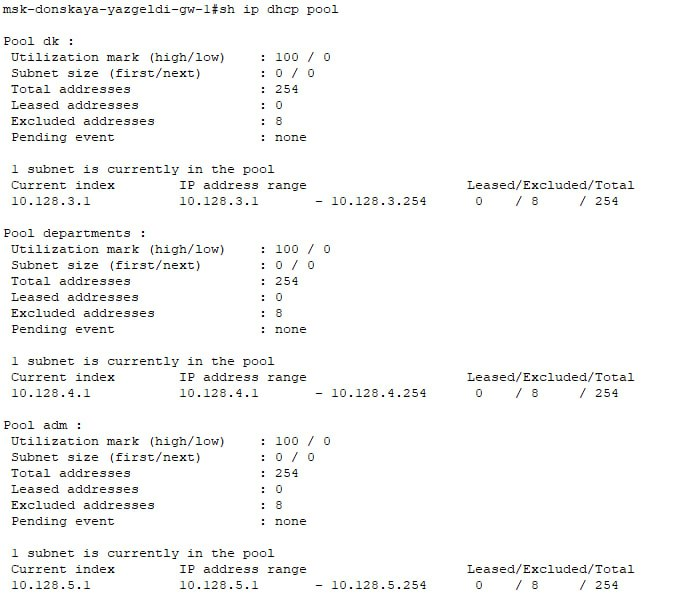 msk-donskaya-yazgeldi-gw-1#sh ip dhcp pool

Pool dk :
 Utilization mark (high/low)    : 100 / 0
 Subnet size (first/next)       : 0 / 0
 Total addresses                : 254
 Leased addresses               : 0
 Excluded addresses             : 8
 Pending event                  : none

 1 subnet is currently in the pool
 Current index        IP address range                    Leased/Excluded/Total
 10.128.3.1           10.128.3.1       - 10.128.3.254      0    / 8     / 254

Pool departments :
 Utilization mark (high/low)    : 100 / 0
 Subnet size (first/next)       : 0 / 0
 Total addresses                : 254
 Leased addresses               : 0
 Excluded addresses             : 8
 Pending event                  : none

 1 subnet is currently in the pool
 Current index        IP address range                    Leased/Excluded/Total
 10.128.4.1           10.128.4.1       - 10.128.4.254      0    / 8     / 254

Pool adm :
 Utilization mark (high/low)    : 100 / 0
 Subnet size (first/next)       : 0 / 0
 Total addresses                : 254
 Leased addresses               : 0
 Excluded addresses             : 8
 Pending event                  : none

 1 subnet is currently in the pool
 Current index        IP address range                    Leased/Excluded/Total
 10.128.5.1           10.128.5.1       - 10.128.5.254      0    / 8     / 254